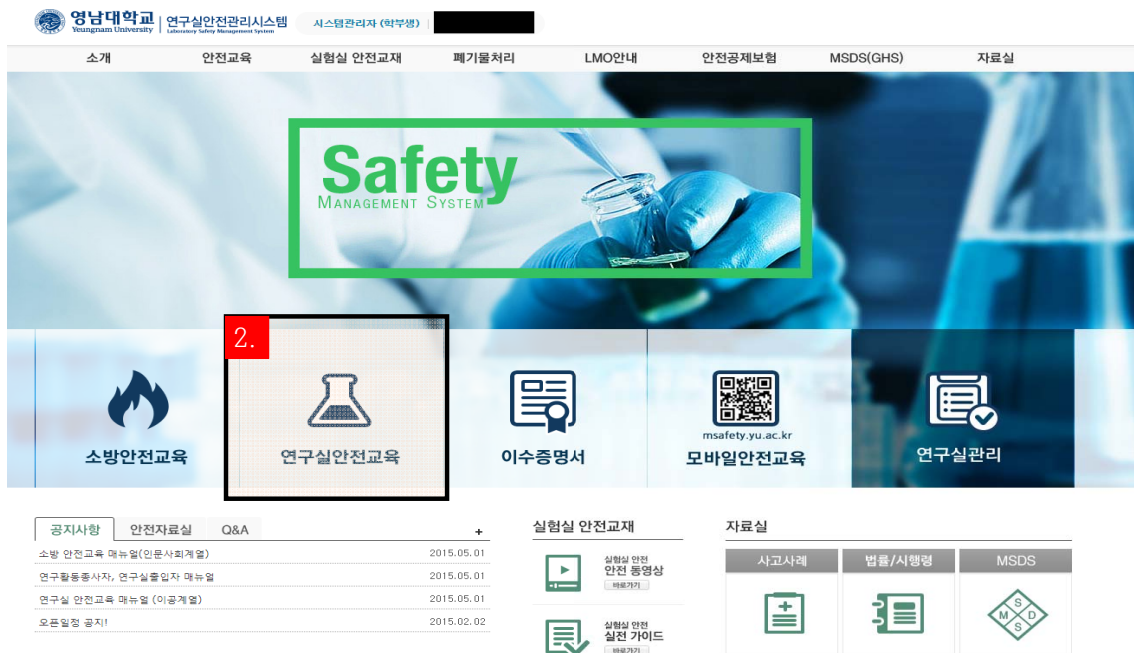 영남대학교
Yeungnam University
연구실안전관리시스템
Laboratory Safety Management System
시스템관리자 (학부생)
소개 안전교육 실험실 안전교재 폐기물처리 LMO안내 안전공제보험 MSDS(GHS) 자료실
Safety
MANAGEMENT SYSTEM
2.
소방안전교육
연구실안전교육
이수증명서
msafety.yu.ac.kr
모바일안전교육
연구실관리
공지사항 안전자료실 Q&A +
소방 안전교육 매뉴얼(인문사회계열) 2015.05.01
연구활동종사자, 연구실출입자 매뉴얼 2015.05.01
연구실 안전교육 매뉴얼 (이공계열) 2015.05.01
오픈일정 공지! 2015.02.02
실험실 안전교재
실험실 안전
안전 동영상
바로가기
실험실 안전
실전 가이드
바로가기
자료실
사고사례 법률/시행령 MSDS
S
M D
S